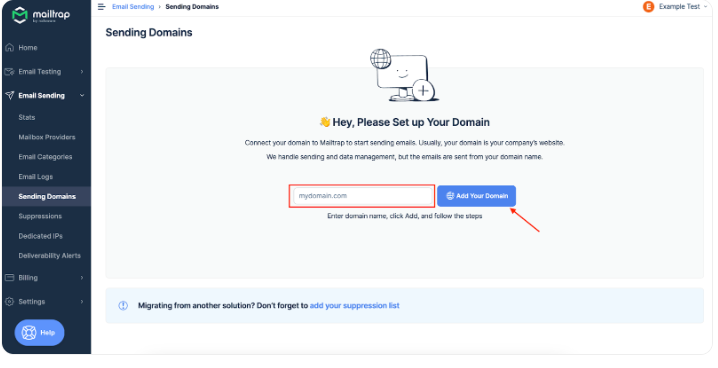 mailtrap
by railsware
Email Sending › Sending Domains
E Example Test
Sending Domains
Home
Email Testing
Email Sending
Stats
Mailbox Providers
Email Categories
Email Logs
Sending Domains
Suppressions
Dedicated IPs
Deliverability Alerts
Billing
Settings
Help
👋 Hey, Please Set up Your Domain
Connect your domain to Mailtrap to start sending emails. Usually, your domain is your company's website.
We handle sending and data management, but the emails are sent from your domain name.
mydomain.com
Add Your Domain
Enter domain name, click Add, and follow the steps
Migrating from another solution? Don't forget to add your suppression list